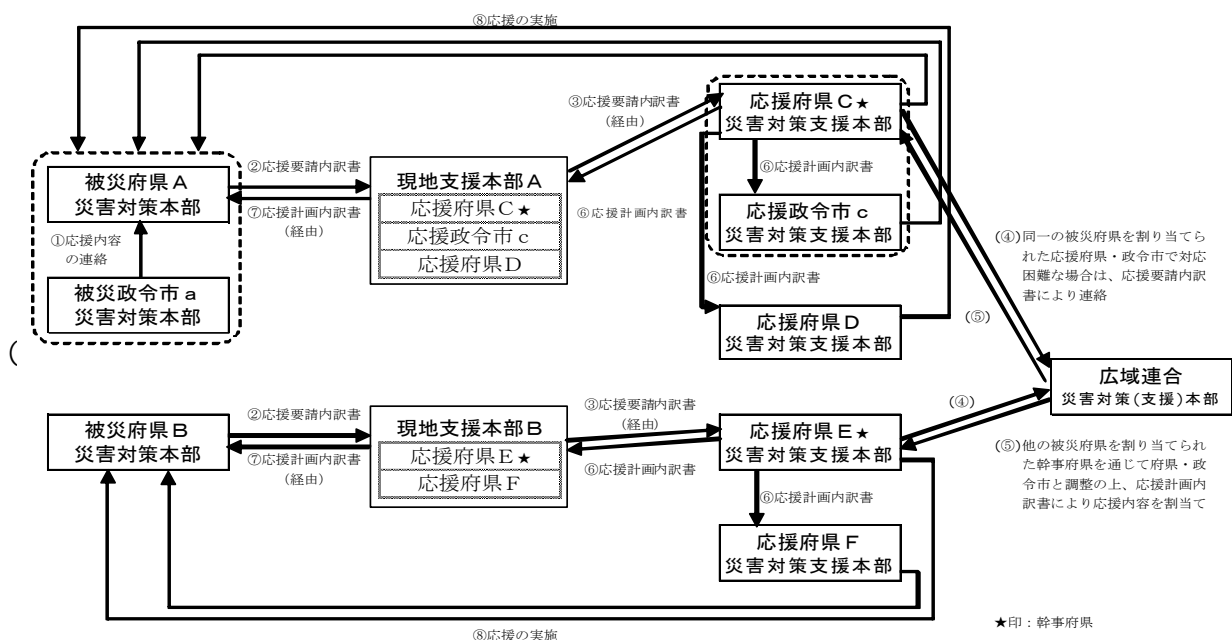 ⑧応援の実施
応援府県C★
災害対策支援本部
③応援要請内訳書
(経由)
⑥応援計画内訳書
応援政令市c
災害対策支援本部
⑥応援計画内訳書
⑥応援計画内訳書
応援府県D
災害対策支援本部
被災府県A
災害対策本部
①応援内容
の連絡
被災政令市a
災害対策本部
②応援要請内訳書
⑦応援計画内訳書
(経由)
現地支援本部A
応援府県C★
応援政令市c
応援府県D
(④)同一の被災府県を割り当てら
れた応援府県・政令市で対応
困難な場合は、応援要請内訳
書により連絡
(⑤)
(
広域連合
災害対策(支援)本部
被災府県B
災害対策本部
②応援要請内訳書
⑦応援計画内訳書
(経由)
現地支援本部B
応援府県E★
応援府県F
③応援要請内訳書
(経由)
⑥応援計画内訳書
応援府県E★
災害対策支援本部
(④)
⑥応援計画内訳書
応援府県F
災害対策支援本部
(⑤)他の被災府県を割り当てられ
た幹事府県を通じて府県・政
令市と調整の上、応援計画内
訳書により応援内容を割当て
★印:幹事府県
⑧応援の実施